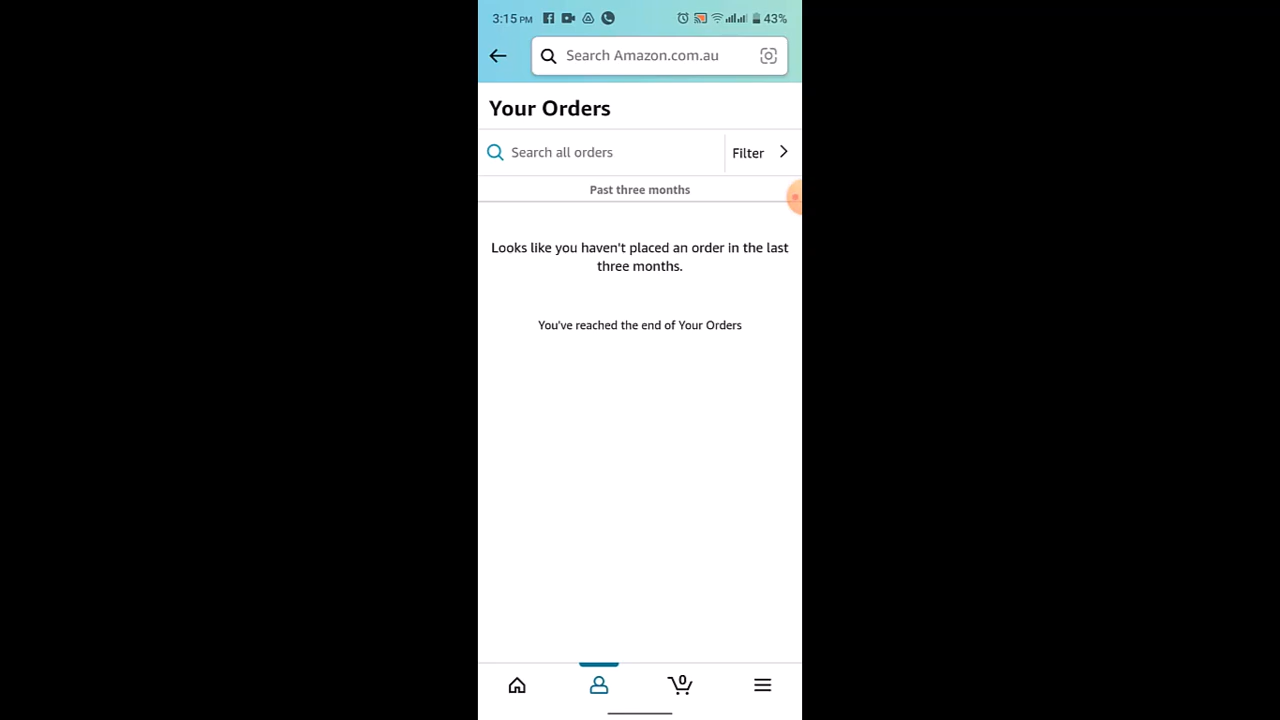 3:15 PM 43%
Search Amazon.com.au
Your Orders
Search all orders Filter
Past three months
Looks like you haven't placed an order in the last
three months.
You've reached the end of Your Orders
0